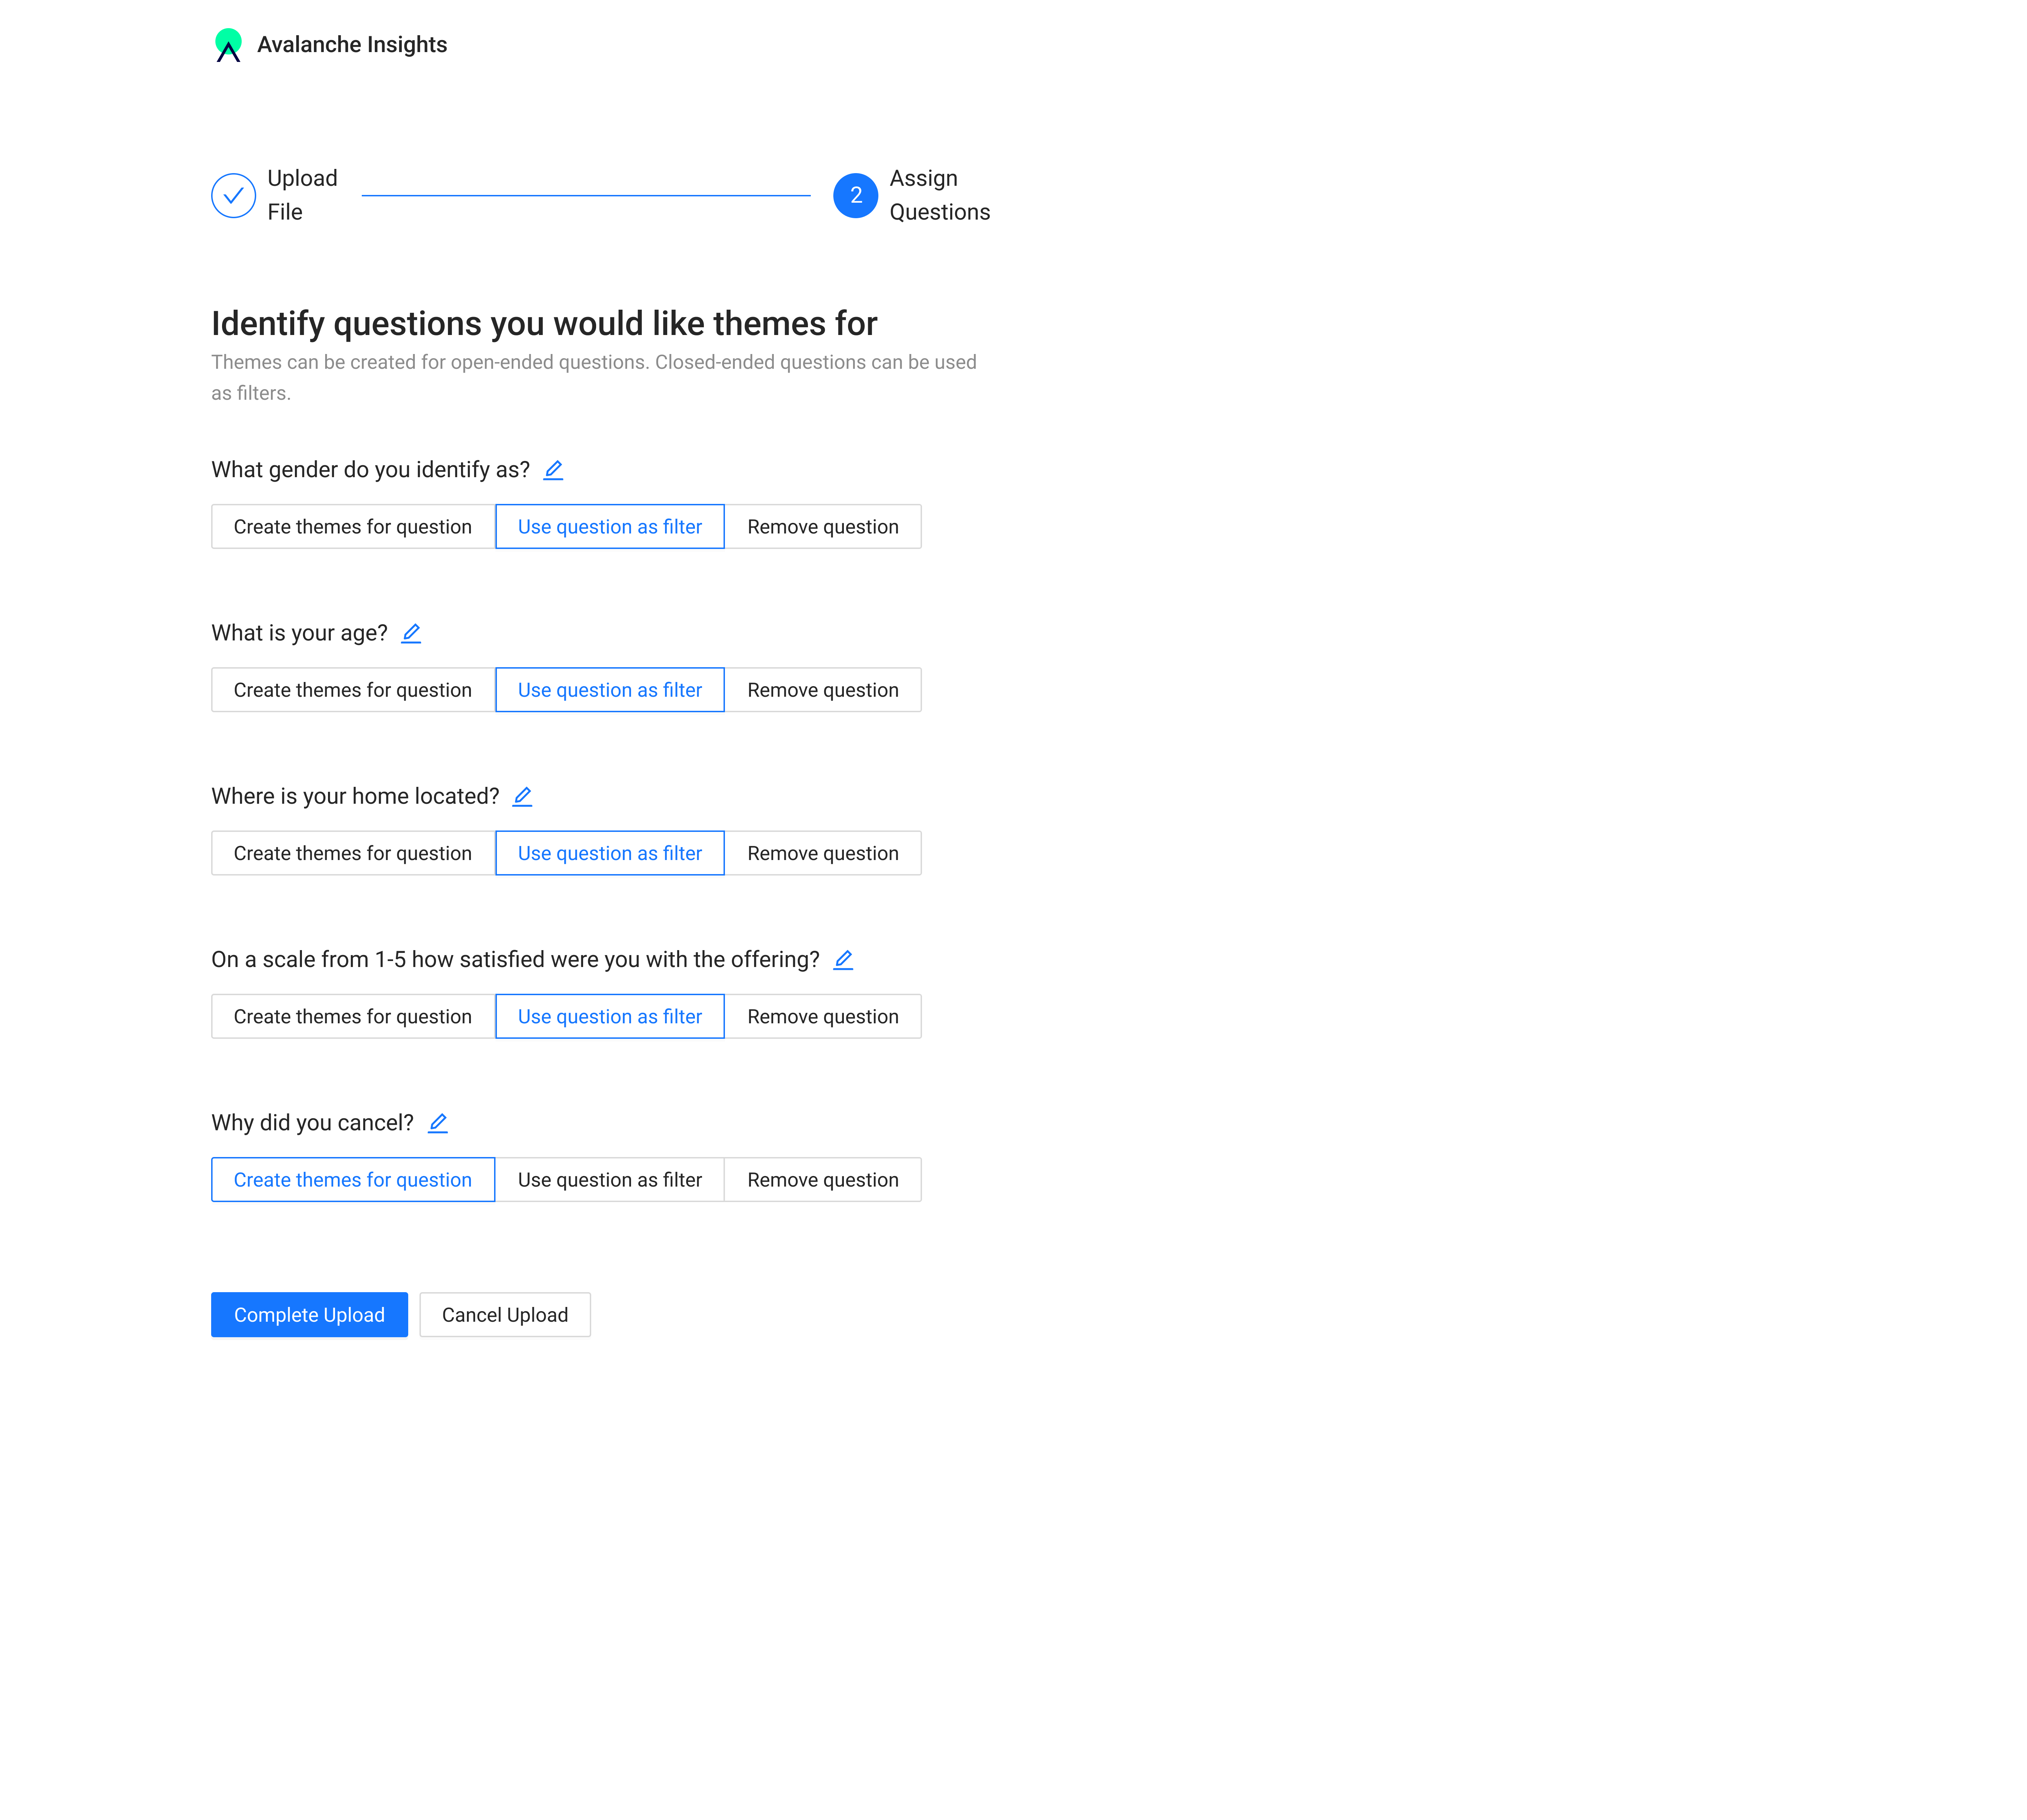 Avalanche Insights
Upload
File
2
Assign
Questions
Identify questions you would like themes for
Themes can be created for open-ended questions. Closed-ended questions can be used
as filters.
What gender do you identify as?
Create themes for question Use question as filter Remove question
What is your age?
Create themes for question Use question as filter Remove question
Where is your home located?
Create themes for question Use question as filter Remove question
On a scale from 1-5 how satisfied were you with the offering?
Create themes for question Use question as filter Remove question
Why did you cancel?
Create themes for question Use question as filter Remove question
Complete Upload Cancel Upload